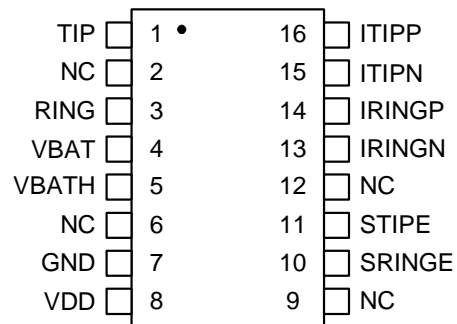 TIP 1 16 ITIPP
NC 2 15 ITIPN
RING 3 14 IRINGP
VBAT 4 13 IRINGN
VBATH 5 12 NC
NC 6 11 STIPE
GND 7 10 SRINGE
VDD 8 9 NC